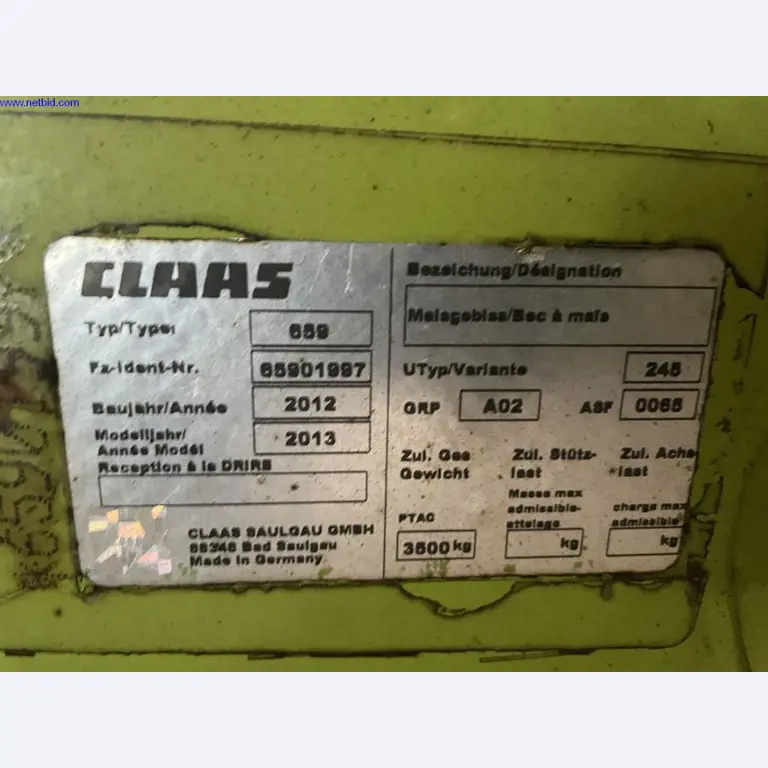 www.netbid.com
CLAAS
Typ/Type: 659
Fz-Ident-Nr. 65901997
Baujahr/Année 2012
Modelljahr/
Année Modél 2013
Reception à la DRIRE
CLAAS SAULGAU GMBH
88348 Bad Saulgau
Made in Germany
Bezeichung/Désignation
Maisgebiss/Bec à maïs
UTyp/Variante 245
GRP A02 ASF 0065
Zul. Ges Zul. Stütz- Zul. Achs
Gewicht last -last
PTAC
Masse max
admissible-
attelage
charge max
admissible
3500 kg kg kg